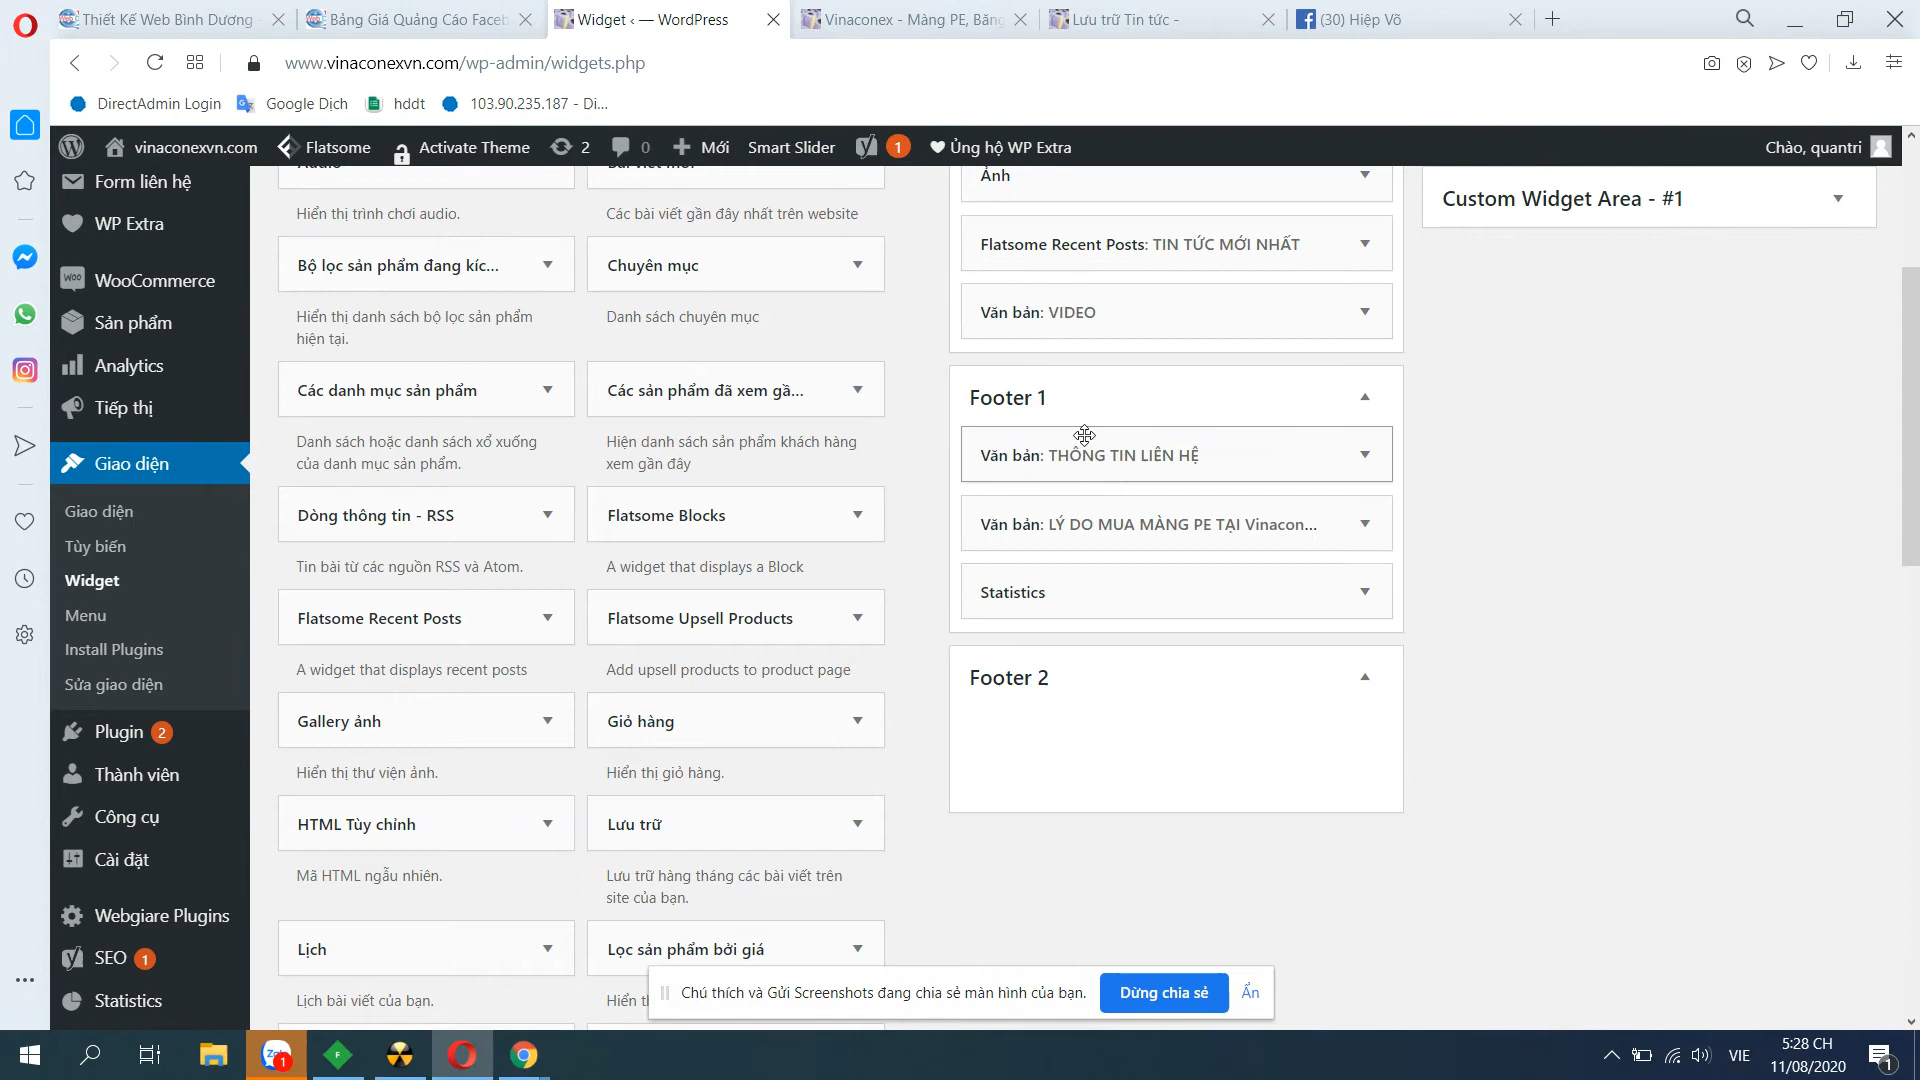 Thiết Kế Web Bình Dương -
Bảng Giá Quảng Cáo Faceb
Widget ‹ — WordPress
Vinaconex - Màng PE, Băng
Lưu trữ Tin tức -
(30) Hiệp Võ
www.vinaconexvn.com/wp-admin/widgets.php
DirectAdmin Login
Google Dịch
hddt
103.90.235.187 - Di...
vinaconexvn.com
Flatsome
Activate Theme
2
0
Mới
Smart Slider
1
Ủng hộ WP Extra
Chào, quantri
Form liên hệ
WP Extra
WooCommerce
Sản phẩm
Analytics
Tiếp thị
Giao diện
Giao diện
Tùy biến
Widget
Menu
Install Plugins
Sửa giao diện
Plugin 2
Thành viên
Công cụ
Cài đặt
Webgiare Plugins
SEO 1
Statistics
Audio
Bài viết mới
Hiển thị trình chơi audio.
Các bài viết gần đây nhất trên website
Bộ lọc sản phẩm đang kíc...
Chuyên mục
Hiển thị danh sách bộ lọc sản phẩm
hiện tại.
Danh sách chuyên mục
Các danh mục sản phẩm
Các sản phẩm đã xem gầ...
Danh sách hoặc danh sách xổ xuống
của danh mục sản phẩm.
Hiện danh sách sản phẩm khách hàng
xem gần đây
Dòng thông tin - RSS
Flatsome Blocks
Tin bài từ các nguồn RSS và Atom.
A widget that displays a Block
Flatsome Recent Posts
Flatsome Upsell Products
A widget that displays recent posts
Add upsell products to product page
Gallery ảnh
Giỏ hàng
Hiển thị thư viện ảnh.
Hiển thị giỏ hàng.
HTML Tùy chỉnh
Lưu trữ
Mã HTML ngẫu nhiên.
Lưu trữ hàng tháng các bài viết trên
site của bạn.
Lịch
Lọc sản phẩm bởi giá
Lịch bài viết của bạn.
Ảnh
Flatsome Recent Posts: TIN TỨC MỚI NHẤT
Văn bản: VIDEO
Footer 1
Văn bản: THÔNG TIN LIÊN HỆ
Văn bản: LÝ DO MUA MÀNG PE TẠI Vinacon...
Statistics
Footer 2
Custom Widget Area - #1
Chú thích và Gửi Screenshots đang chia sẻ màn hình của bạn.
Dừng chia sẻ
Ẩn
VIE
5:28 CH
11/08/2020
1